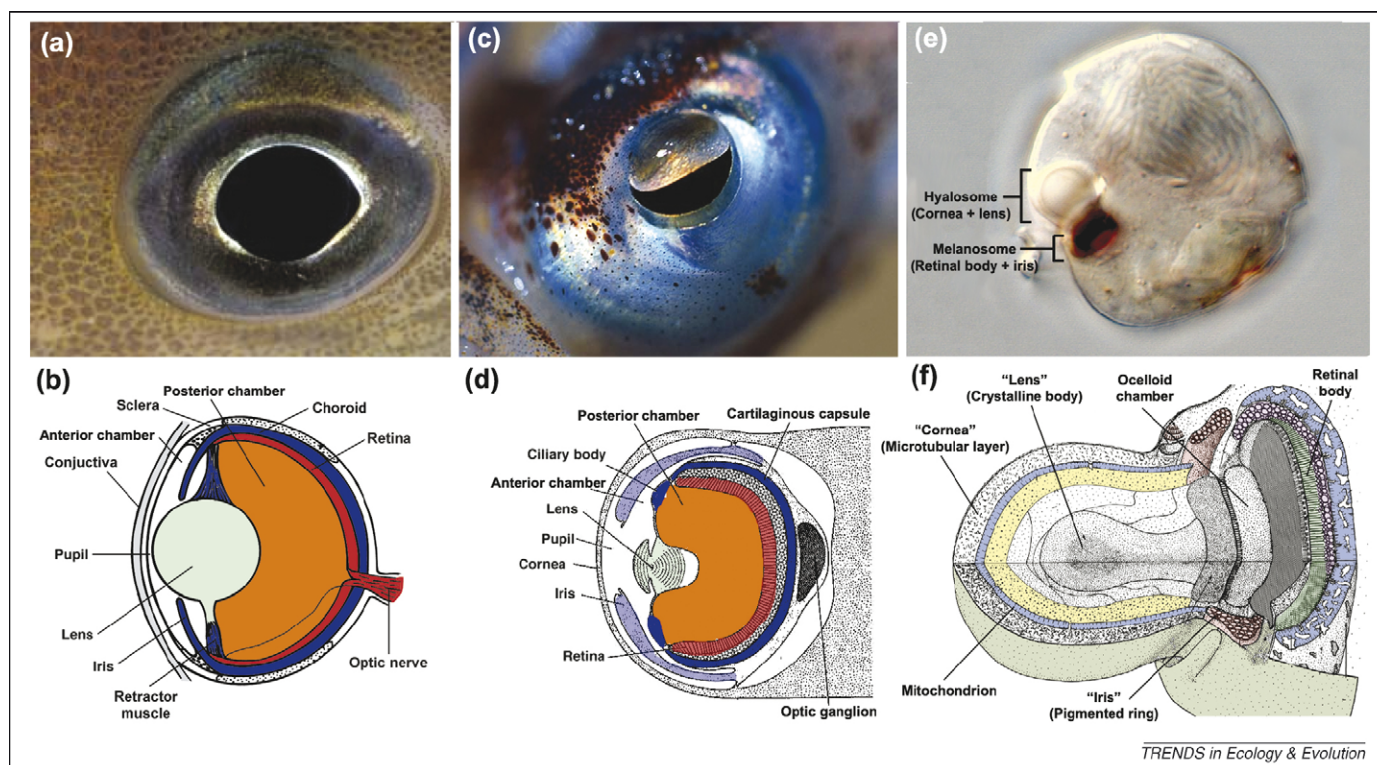 (a)
(c)
(e)
Hyalosome
(Cornea + lens)
Melanosome
(Retinal body + iris)
(b)
Posterior chamber
Sclera
Choroid
Anterior chamber
Retina
Conjuctiva
Pupil
Lens
Iris
Retractor
muscle
Optic nerve
(d)
Posterior chamber
Cartilaginous capsule
Ciliary body
Anterior chamber
Lens
Pupil
Cornea
Iris
Retina
Optic ganglion
(f)
“Lens”
(Crystalline body)
Ocelloid
chamber
Retinal
body
“Cornea”
(Microtubular layer)
Mitochondrion
“Iris”
(Pigmented ring)
TRENDS in Ecology & Evolution